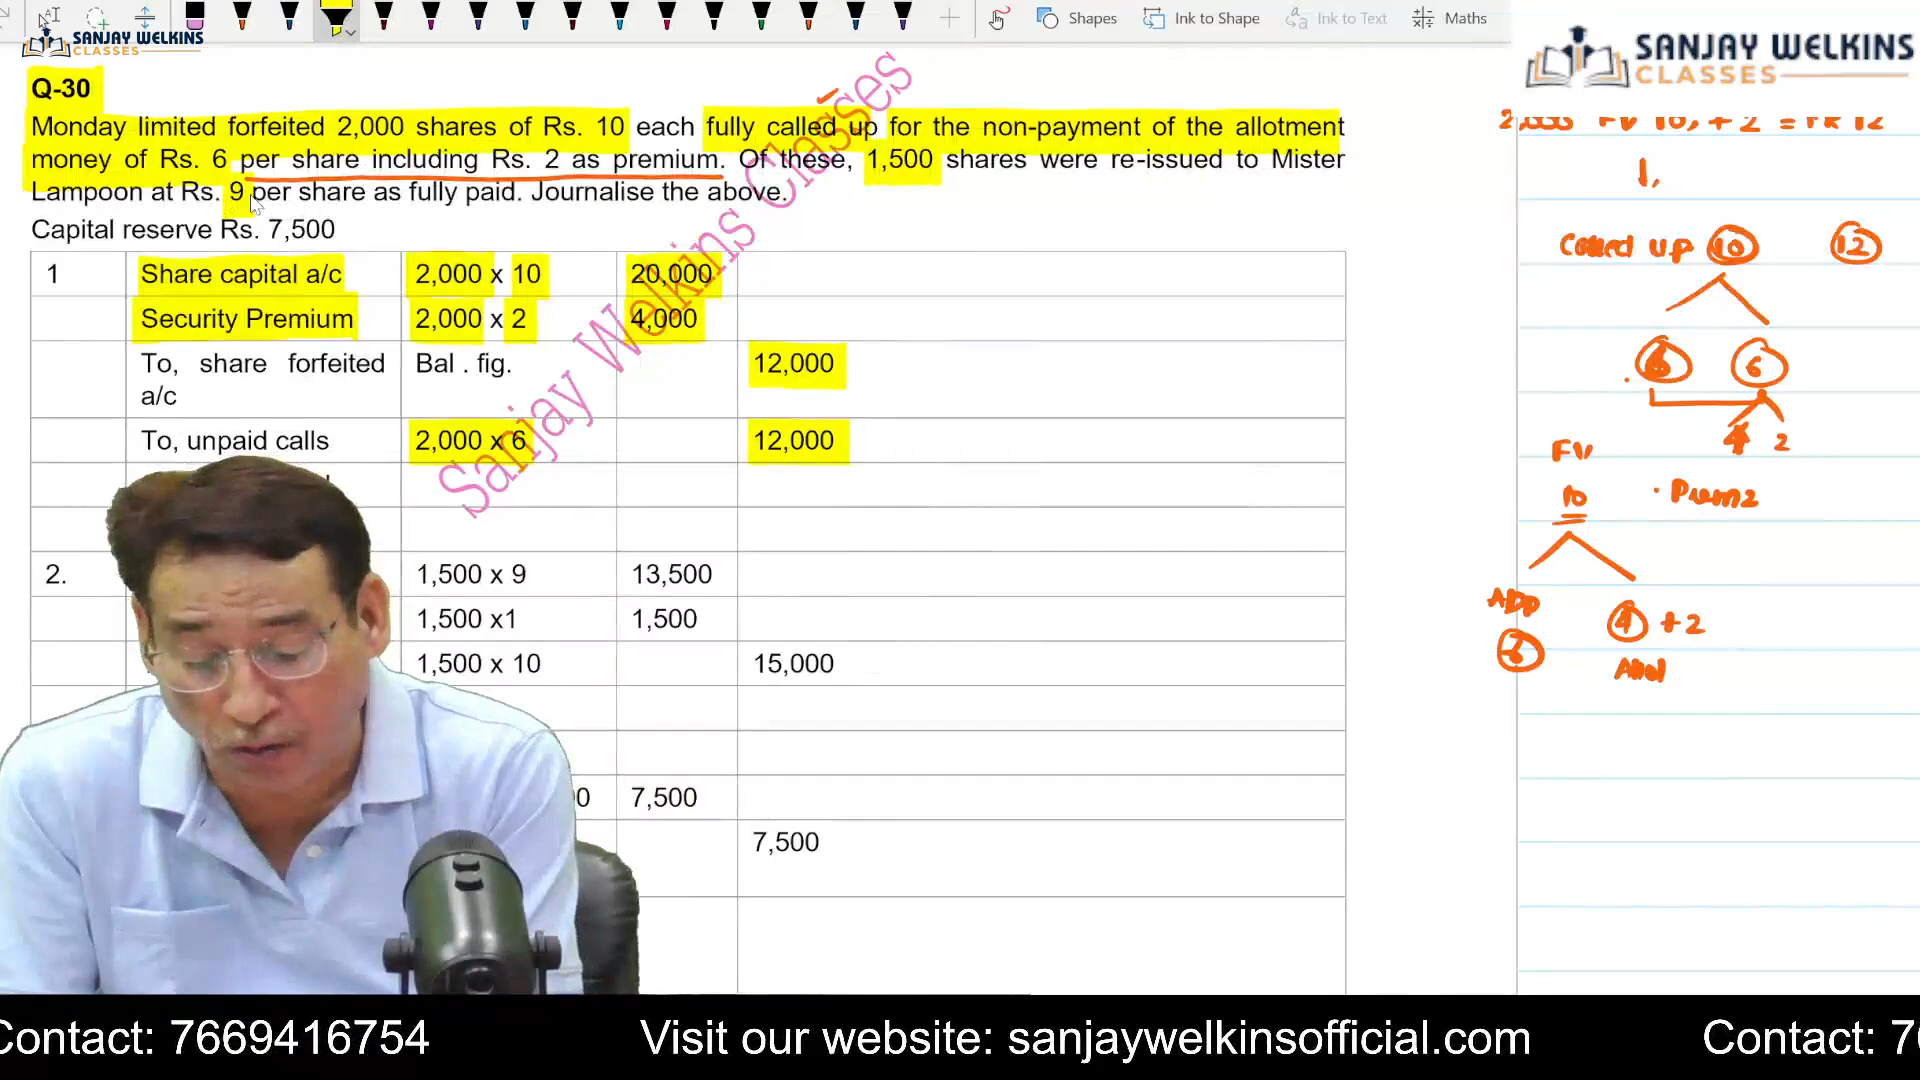 Shapes
Ink to Shape
Ink to Text
Maths
SANJAY WELKINS
CLASSES
SANJAY WELKINS
CLASSES
Q-30
Monday limited forfeited 2,000 shares of Rs. 10 each fully called up for the non-payment of the allotment
money of Rs. 6 per share including Rs. 2 as premium. Of these, 1,500 shares were re-issued to Mister
Lampoon at Rs. 9 per share as fully paid. Journalise the above.
Capital reserve Rs. 7,500
1 Share capital a/c 2,000 x 10 20,000
Security Premium 2,000 x 2 4,000
To, share forfeited Bal . fig. 12,000
a/c
To, unpaid calls 2,000 x 6 12,000
2. 1,500 x 9 13,500
1,500 x1 1,500
1,500 x 10 15,000
0 7,500
7,500
Sanjay Welkins Classes
Called up 10 12
6
4 2
FV
10 Prem2
4 + 2
Contact: 7669416754 Visit our website: sanjaywelkinsofficial.com Contact: 7